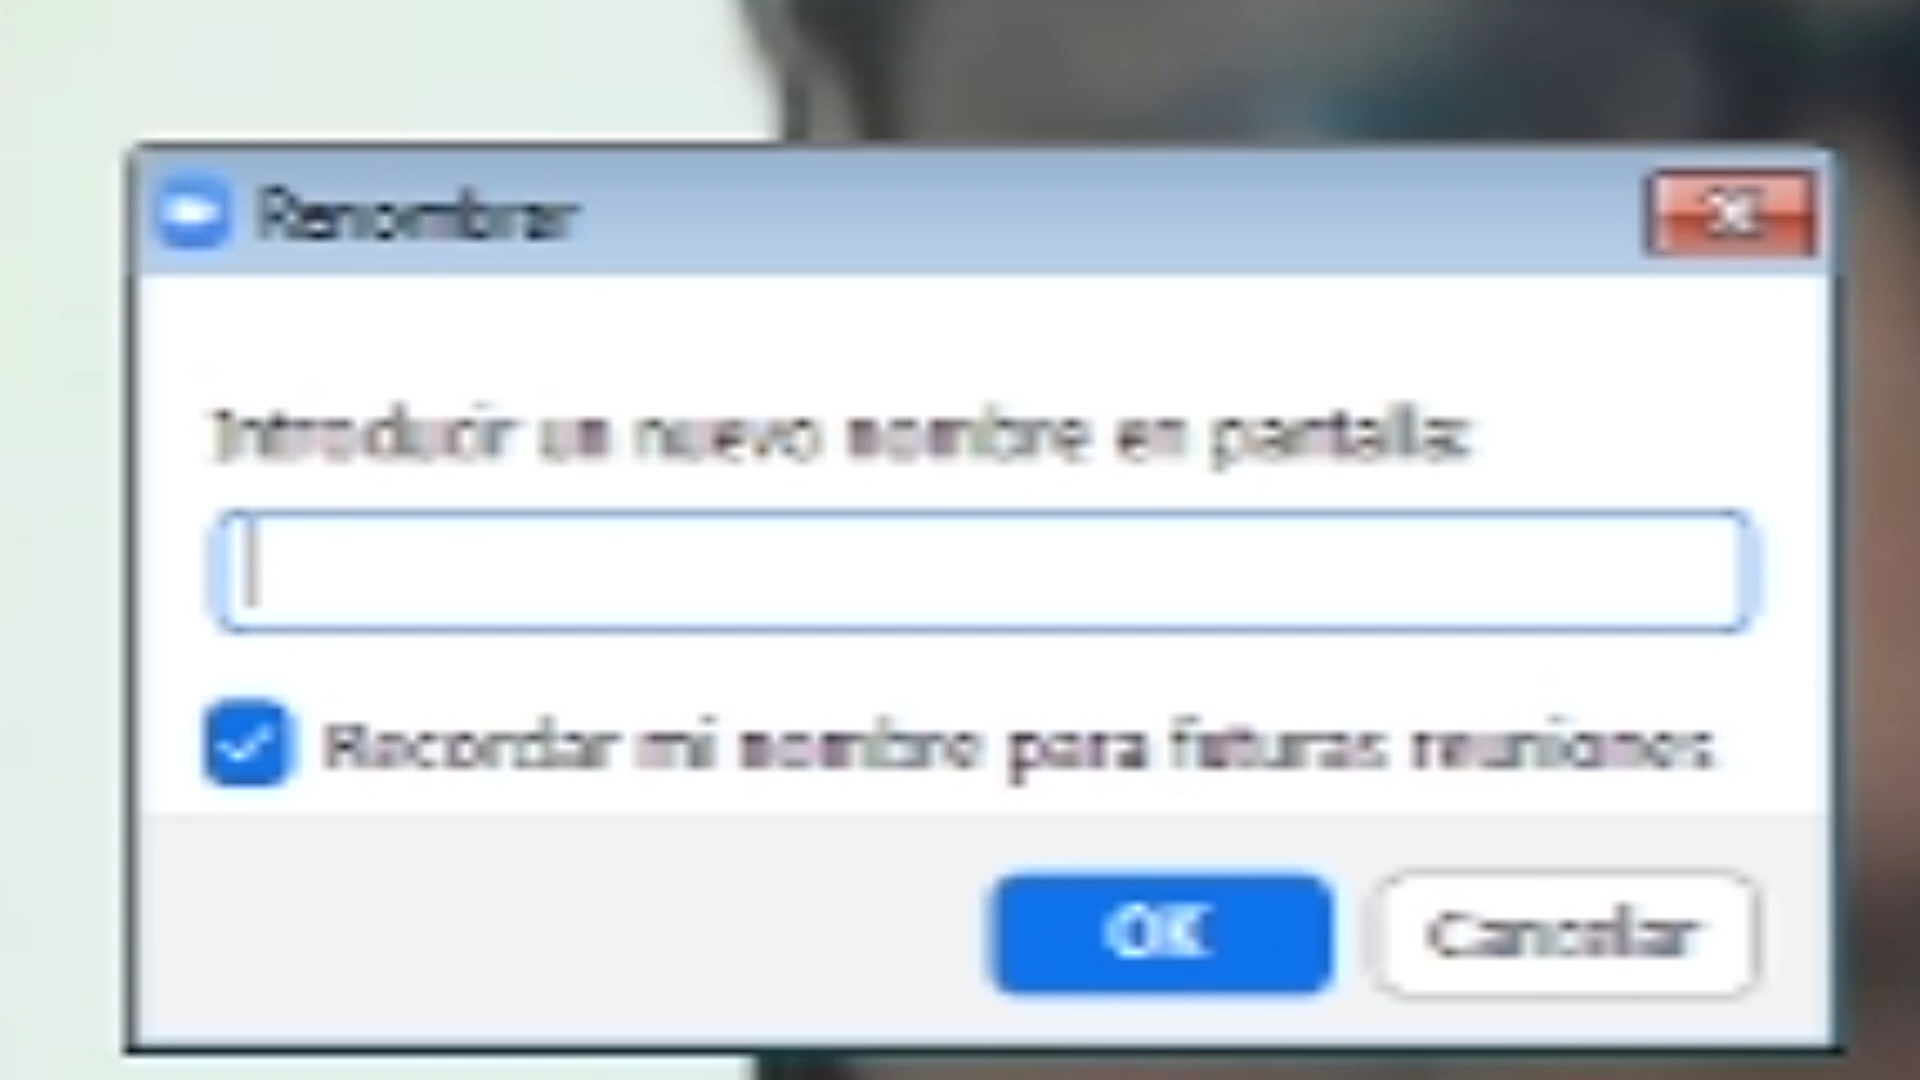 Renombrar
Introducir un nuevo nombre en pantalla:
Recordar mi nombre para futuras reuniones
OK
Cancelar